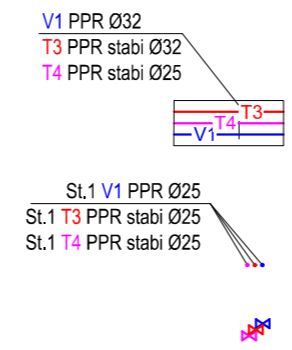 V1 PPR Ø32
T3 PPR stabi Ø32
T4 PPR stabi Ø25
T3
T4
V1
St.1 V1 PPR Ø25
St.1 T3 PPR stabi Ø25
St.1 T4 PPR stabi Ø25